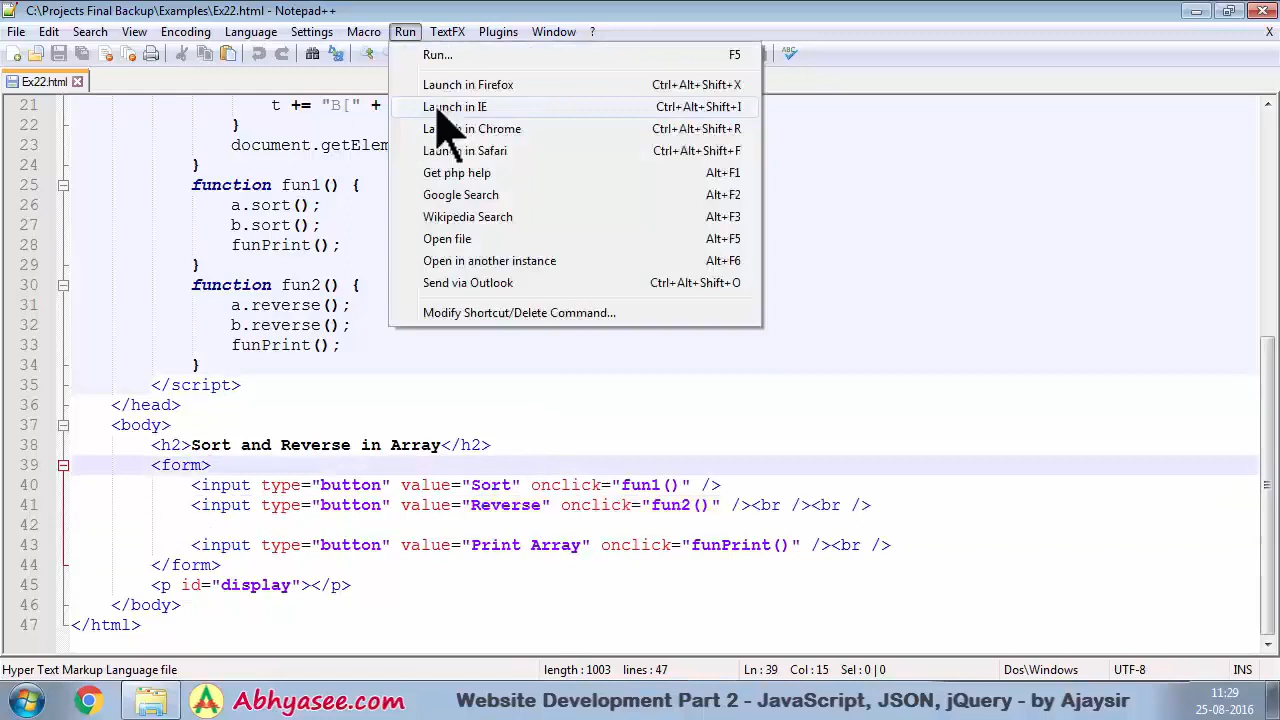 C:\Projects Final Backup\Examples\Ex22.html - Notepad++
File Edit Search View Encoding Language Settings Macro Run TextFX Plugins Window ? X
Run... F5
Ex22.html
Launch in Firefox Ctrl+Alt+Shift+X
21 t += "B[" +
Launch in IE Ctrl+Alt+Shift+I
22 }
Launch in Chrome Ctrl+Alt+Shift+R
23 document.getElem
Launch in Safari Ctrl+Alt+Shift+F
24 }
Get php help Alt+F1
25 function fun1() {
Google Search Alt+F2
26 a.sort();
Wikipedia Search Alt+F3
27 b.sort();
Open file Alt+F5
28 funPrint();
Open in another instance Alt+F6
29 }
Send via Outlook Ctrl+Alt+Shift+O
30 function fun2() {
Modify Shortcut/Delete Command...
31 a.reverse();
32 b.reverse();
33 funPrint();
34 }
35 </script>
36 </head>
37 <body>
38 <h2>Sort and Reverse in Array</h2>
39 <form>
40 <input type="button" value="Sort" onclick="fun1()" />
41 <input type="button" value="Reverse" onclick="fun2()" /><br /><br />
42
43 <input type="button" value="Print Array" onclick="funPrint()" /><br />
44 </form>
45 <p id="display"></p>
46 </body>
47 </html>
Hyper Text Markup Language file length : 1003 lines : 47 Ln : 39 Col : 15 Sel : 0 | 0 Dos\Windows UTF-8 INS
Abhyasee.com Website Development Part 2 - JavaScript, JSON, jQuery - by Ajaysir 11:29
25-08-2016